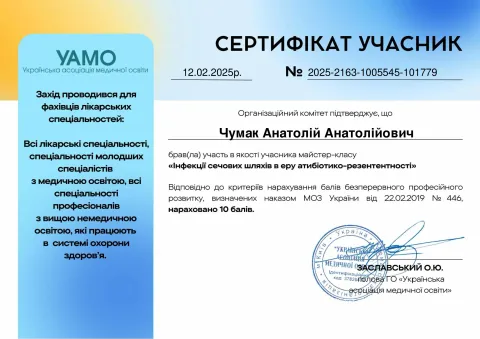 УАМО
Українська асоціація медичної освіти
Захід проводився для
фахівців лікарських
спеціальностей:
Всі лікарські спеціальності,
спеціальності молодших
спеціалістів
з медичною освітою, всі
спеціальності
професіоналів
з вищою немедичною
освітою, які працюють
в системі охорони
здоров'я.
СЕРТИФІКАТ УЧАСНИК
12.02.2025р. № 2025-2163-1005545-101779
Організаційний комітет підтверджує, що
Чумак Анатолій Анатолійович
брав(ла) участь в якості учасника майстер-класу
«Інфекції сечових шляхів в еру атибіотико-резентентності»
Відповідно до критеріїв нарахування балів безперервного професійного
розвитку, визначених наказом МОЗ України від 22.02.2019 № 446,
нараховано 10 балів.
ЗАСЛАВСЬКИЙ О.Ю.
голова ГО «Українська
асоціація медичної освіти»